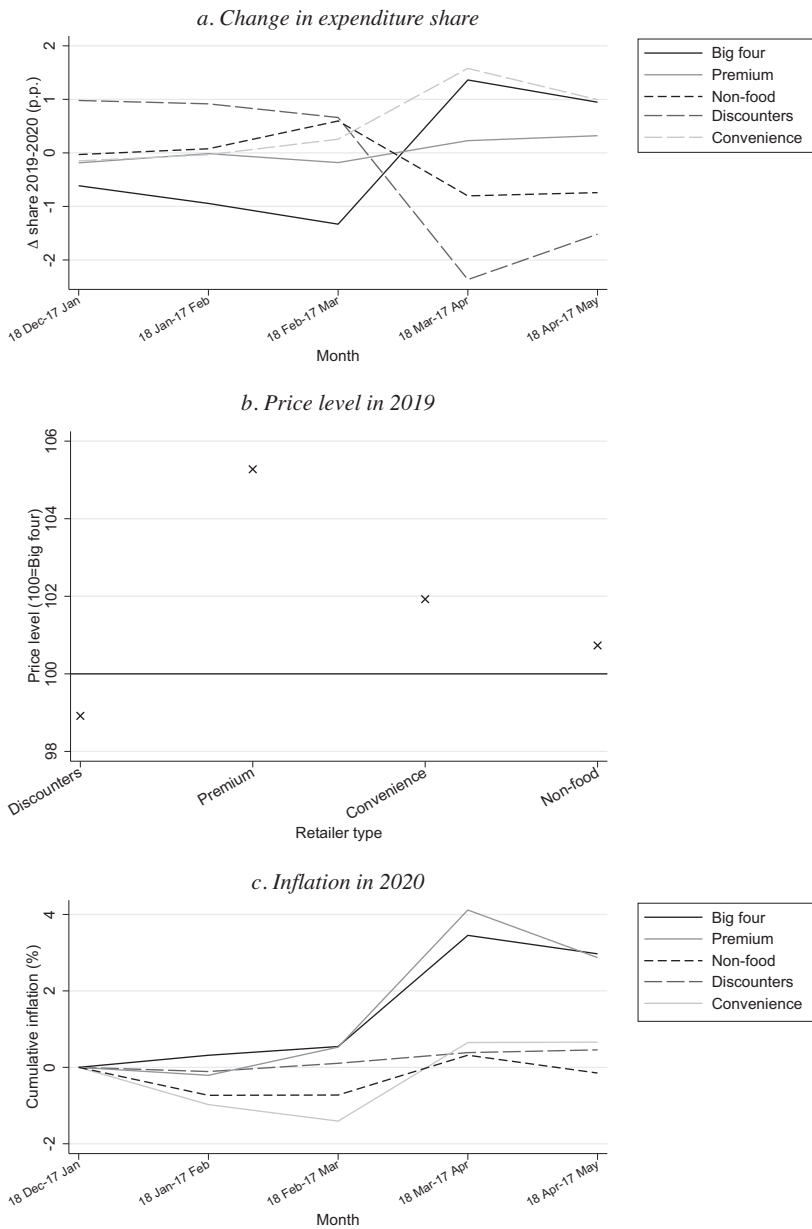 a. Change in expenditure share
Δ share 2019-2020 (p.p.)
2
1
0
-1
-2
18 Dec-17 Jan
18 Jan-17 Feb
18 Feb-17 Mar
18 Mar-17 Apr
18 Apr-17 May
Month
Big four
Premium
Non-food
Discounters
Convenience
b. Price level in 2019
Price level (100=Big four)
106
104
102
100
98
Discounters
Premium
Convenience
Non-food
Retailer type
c. Inflation in 2020
Cumulative inflation (%)
4
2
0
-2
18 Dec-17 Jan
18 Jan-17 Feb
18 Feb-17 Mar
18 Mar-17 Apr
18 Apr-17 May
Month
Big four
Premium
Non-food
Discounters
Convenience